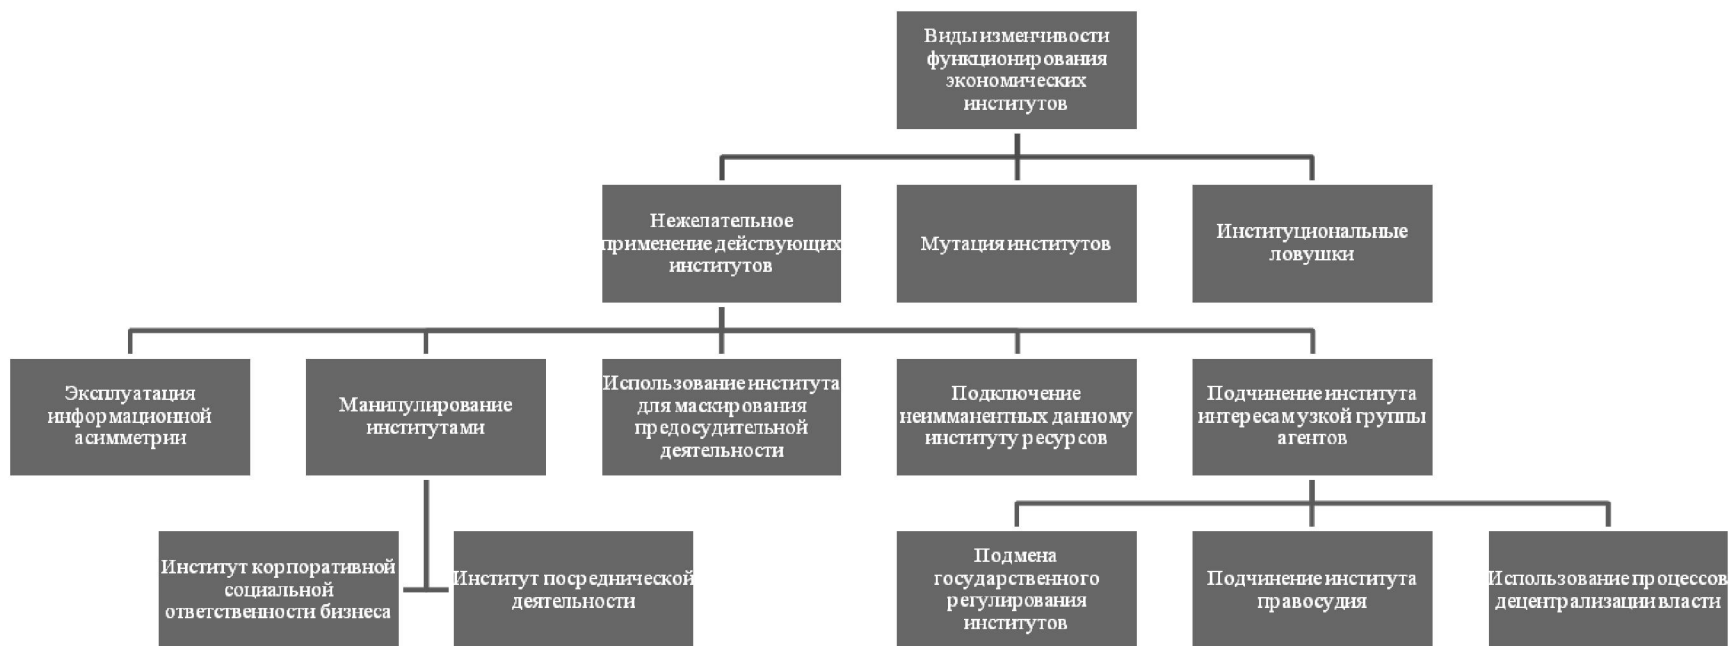 Виды изменчивости
функционирования
экономических
институтов
Нежелательное
применение действующих
институтов
Мутация институтов
Институциональные
ловушки
Эксплуатация
информационной
асимметрии
Манипулирование
институтами
Использование института
для маскирования
предосудительной
деятельности
Подключение
неимманентных данному
институту ресурсов
Подчинение института
интересам узкой группы
агентов
Институт корпоративной
социальной
ответственности бизнеса
Институт посреднической
деятельности
Подмена
государственного
регулирования
институтов
Подчинение института
правосудия
Использование процессов
децентрализации власти